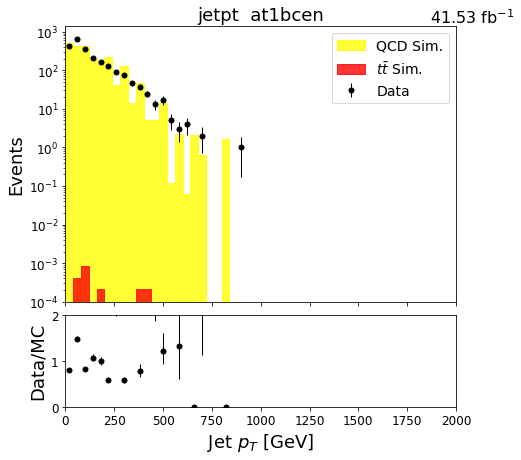 jetpt at1bcen
41.53 fb⁻¹
QCD Sim.
tt̄ Sim.
Data
Events
10³
10²
10¹
10⁰
10⁻¹
10⁻²
10⁻³
10⁻⁴
Data/MC
2
1
0
0 250 500 750 1000 1250 1500 1750 2000
Jet p_T [GeV]